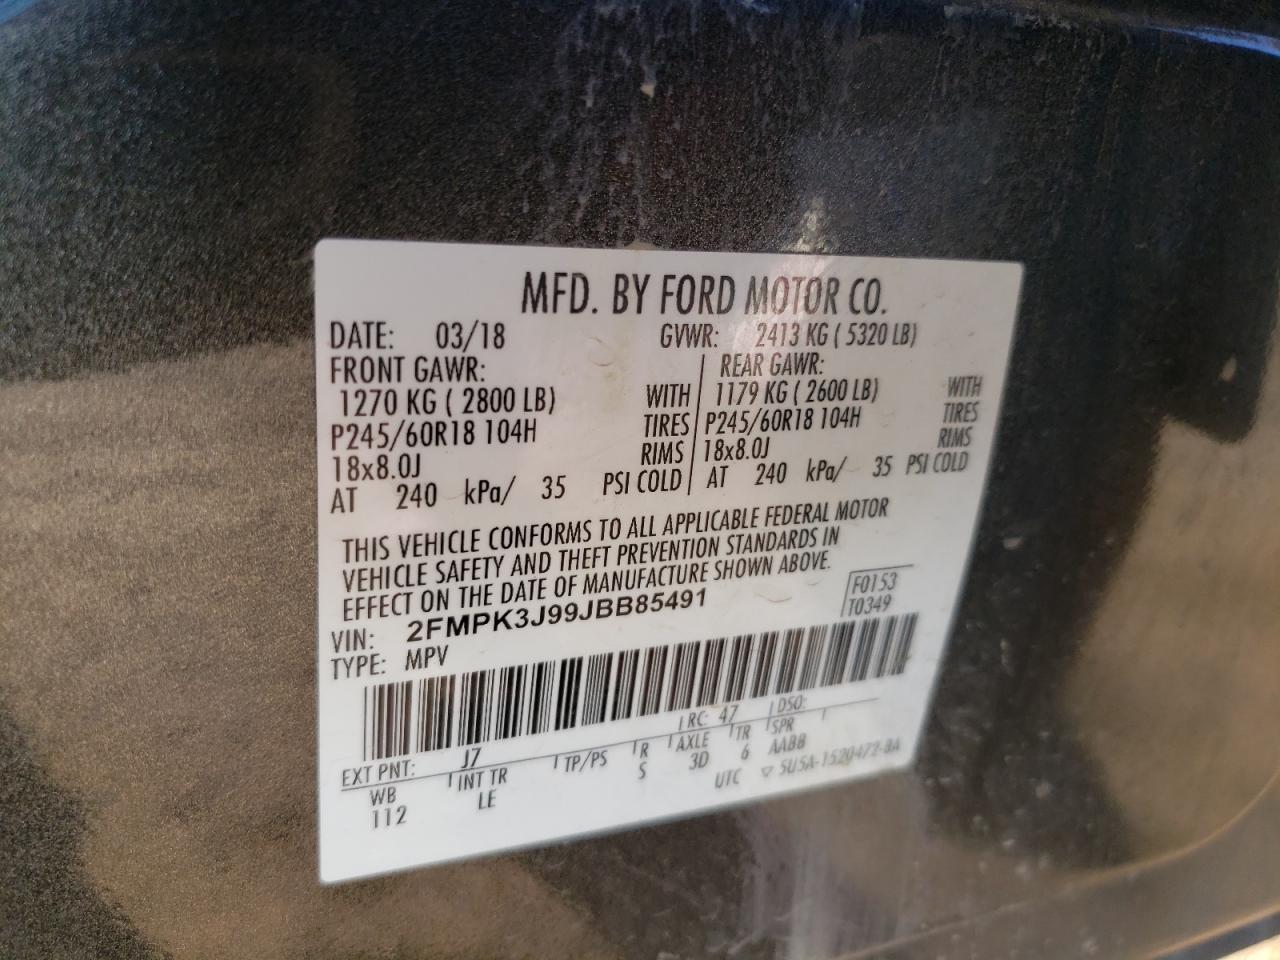 MFD. BY FORD MOTOR CO.
DATE: 03/18 GVWR: 2413 KG ( 5320 LB)
FRONT GAWR: REAR GAWR:
1270 KG ( 2800 LB) WITH 1179 KG ( 2600 LB) WITH
P245/60R18 104H TIRES P245/60R18 104H TIRES
18x8.0J RIMS 18x8.0J RIMS
AT 240 kPa/ 35 PSI COLD AT 240 kPa/ 35 PSI COLD
THIS VEHICLE CONFORMS TO ALL APPLICABLE FEDERAL MOTOR
VEHICLE SAFETY AND THEFT PREVENTION STANDARDS IN
EFFECT ON THE DATE OF MANUFACTURE SHOWN ABOVE.
VIN: 2FMPK3J99JBB85491 F0153
TYPE: MPV T0349
EXT PNT: J7 RC: 47 DSO:
WB INT TR TP/PS R AXLE TR SPR
112 LE S 3D 6 AABB
UTC ▽ 5U5A-1520472-BA